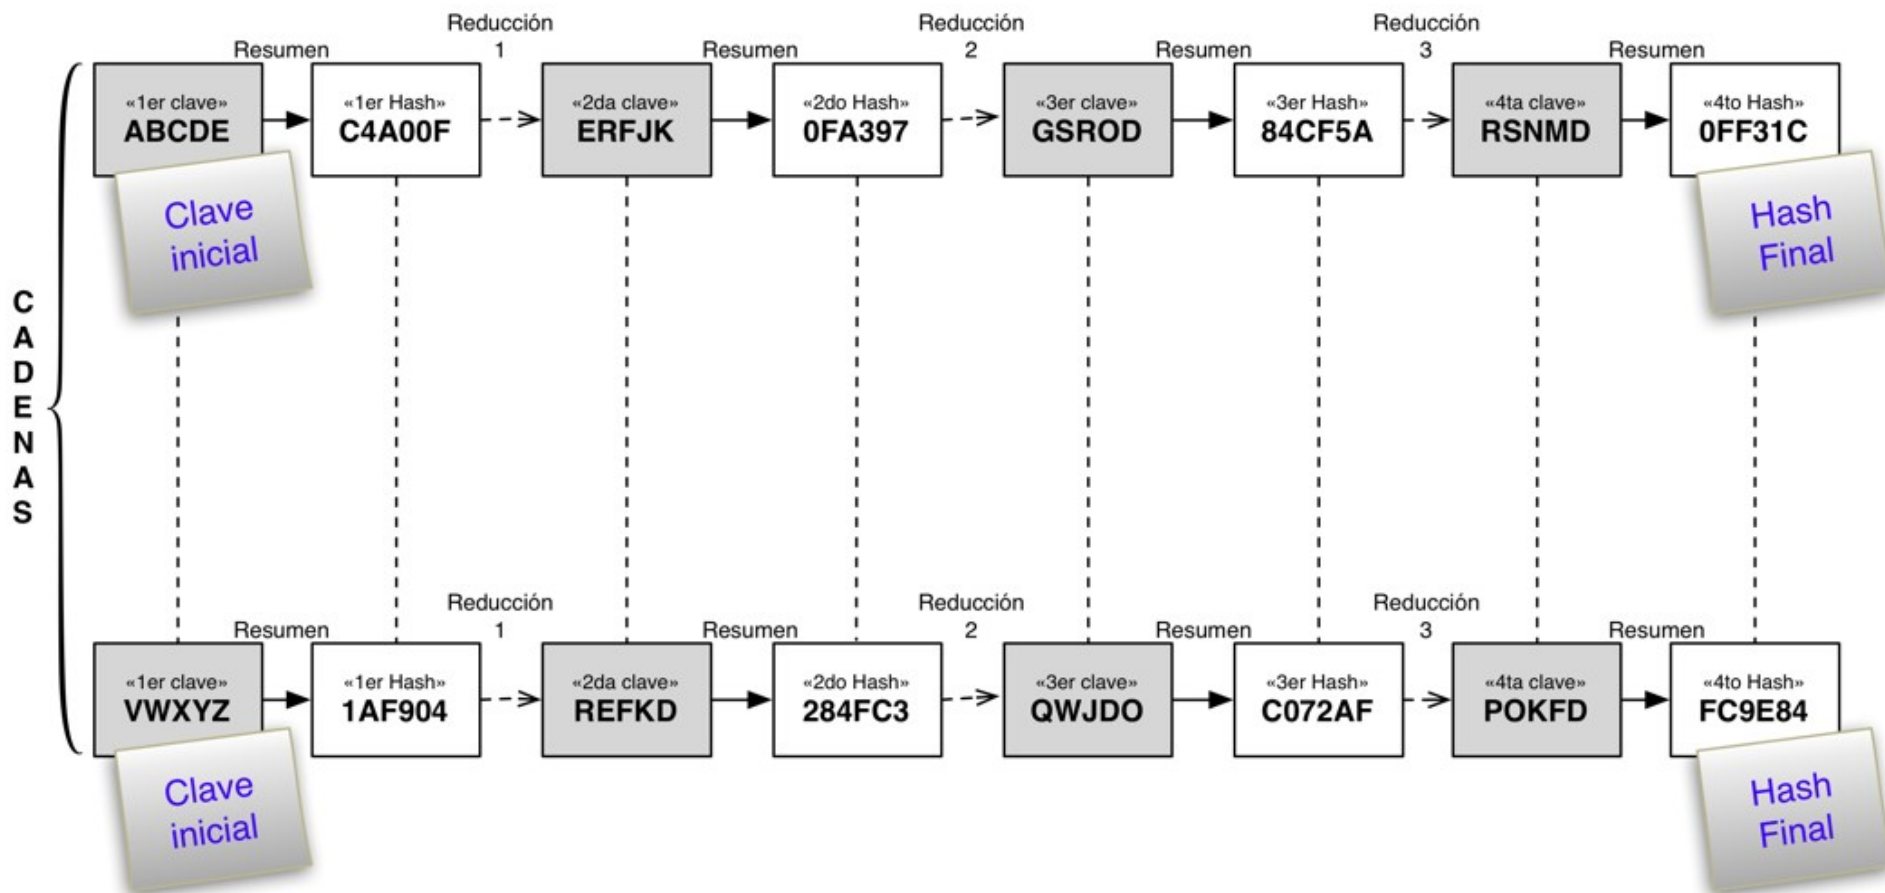 Reducción
1
Reducción
2
Reducción
3
Resumen
Resumen
Resumen
Resumen
«1er clave»
ABCDE
«1er Hash»
C4A00F
«2da clave»
ERFJK
«2do Hash»
0FA397
«3er clave»
GSROD
«3er Hash»
84CF5A
«4ta clave»
RSNMD
«4to Hash»
0FF31C
Clave
inicial
Hash
Final
CADENAS
Reducción
1
Reducción
2
Reducción
3
Resumen
Resumen
Resumen
Resumen
«1er clave»
VWXYZ
«1er Hash»
1AF904
«2da clave»
REFKD
«2do Hash»
284FC3
«3er clave»
QWJDO
«3er Hash»
C072AF
«4ta clave»
POKFD
«4to Hash»
FC9E84
Clave
inicial
Hash
Final